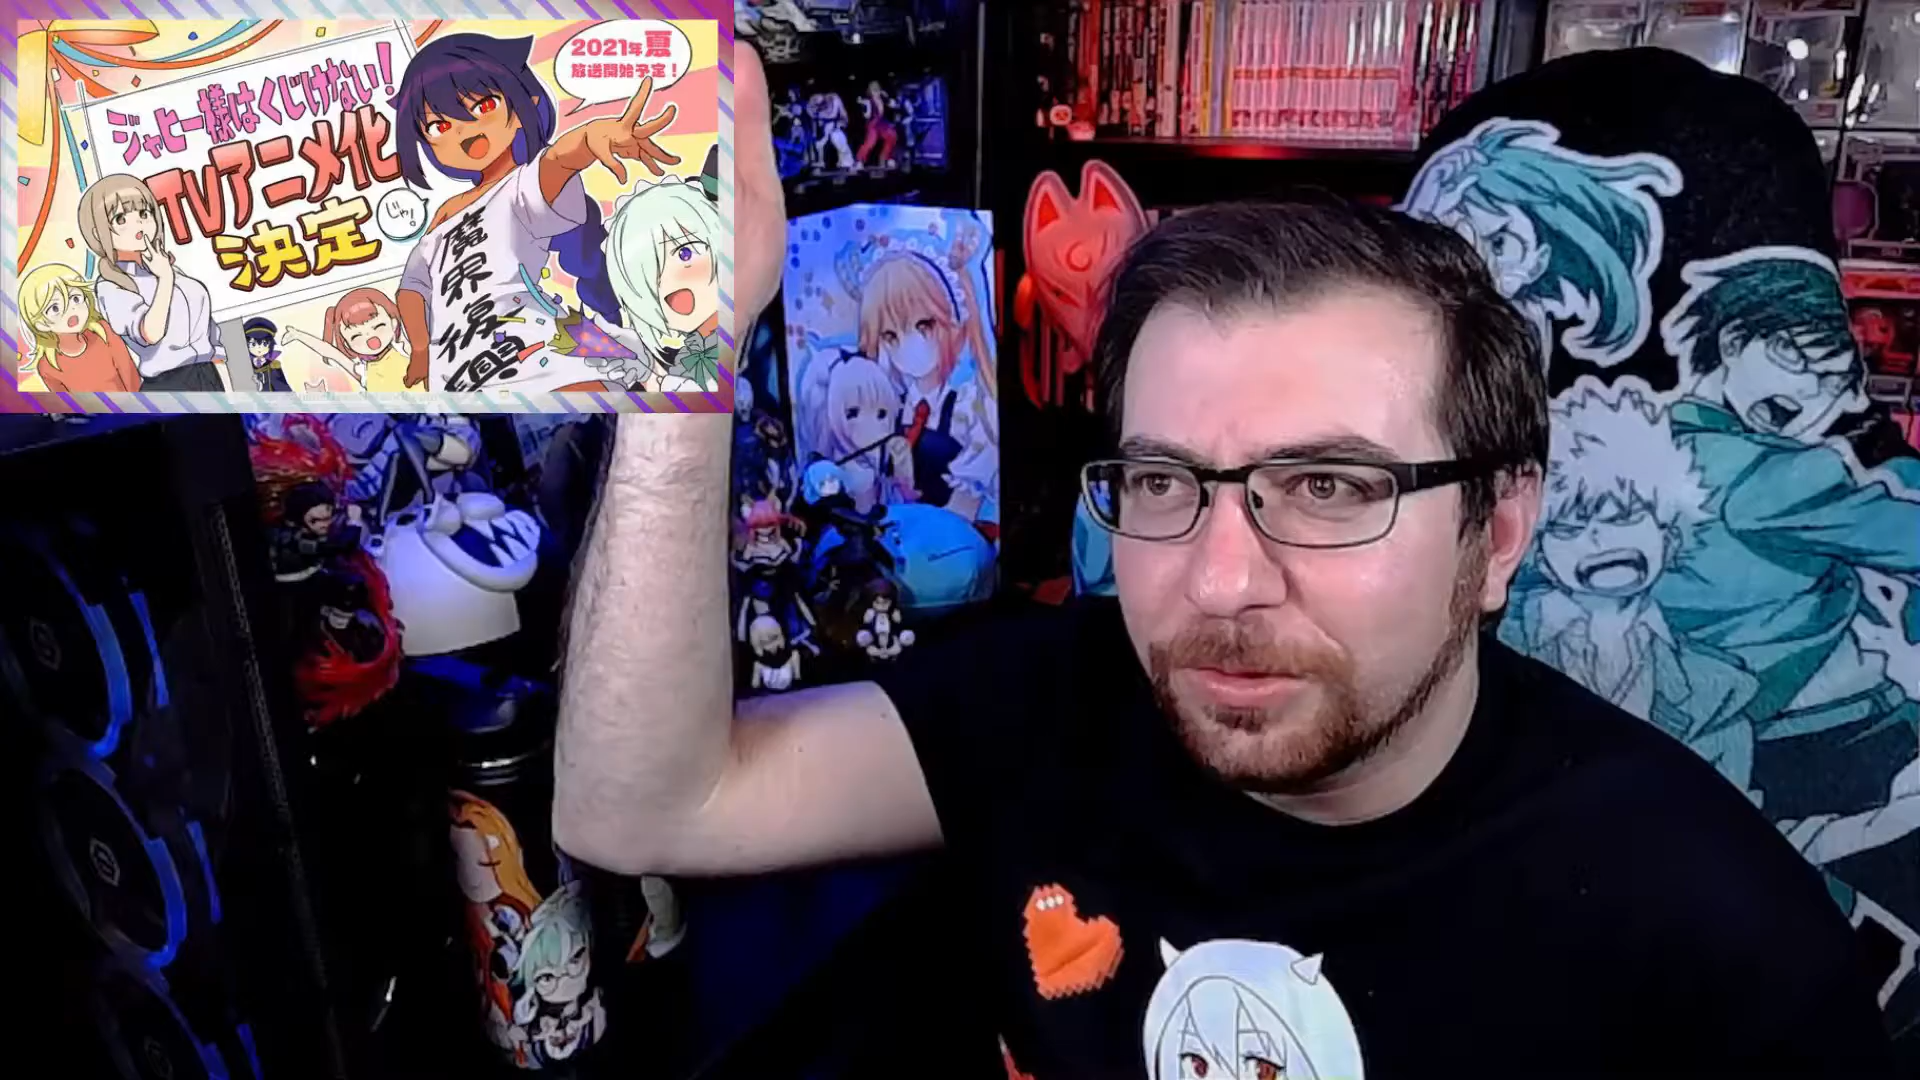 2021年夏
放送開始予定！
ジャヒー様はくじけない！
TVアニメ化
決定
じゃ！
魔界復興